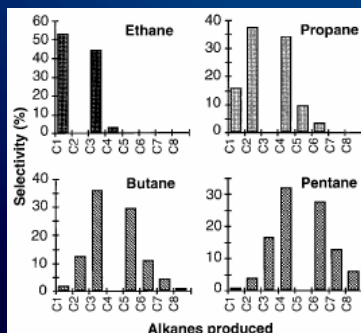 Ethane
Propane
Selectivity (%)
60
50
40
30
20
10
0
C1 C2 C3 C4 C5 C6 C7 C8
40
30
20
10
0
C1 C2 C3 C4 C5 C6 C7 C8
Butane
Pentane
40
30
20
10
0
C1 C2 C3 C4 C5 C6 C7 C8
30
20
10
0
C1 C2 C3 C4 C5 C6 C7 C8
Alkanes produced